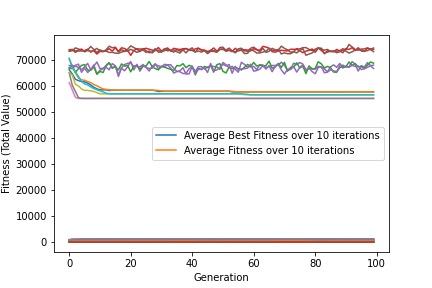 70000
60000
50000
40000
30000
20000
10000
0
Fitness (Total Value)
Average Best Fitness over 10 iterations
Average Fitness over 10 iterations
0 20 40 60 80 100
Generation